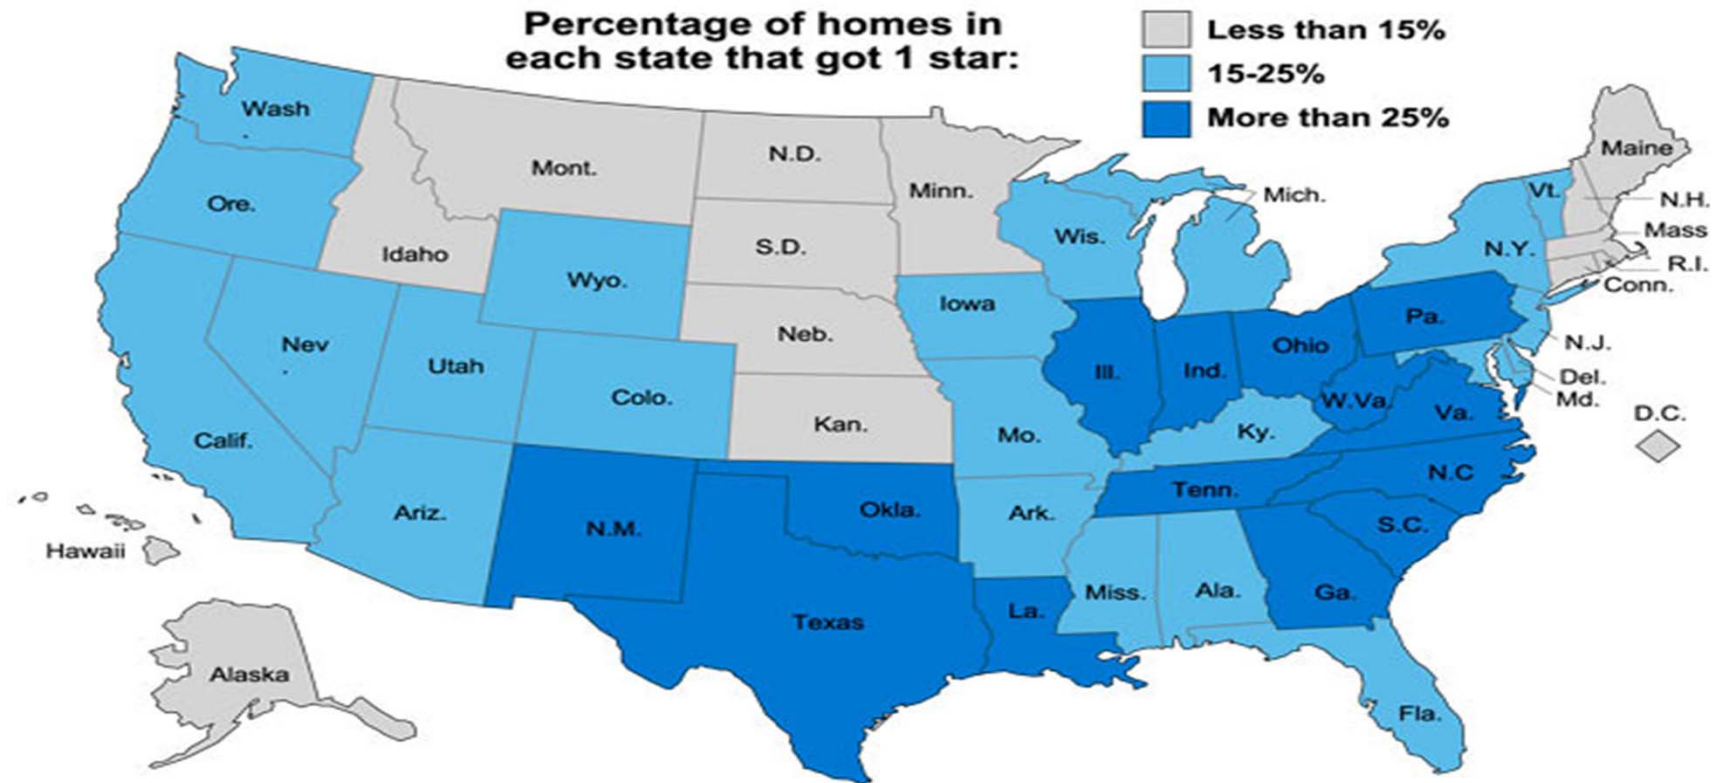 Percentage of homes in
each state that got 1 star:
Less than 15%
15-25%
More than 25%
Wash
Mont.
N.D.
Minn.
Maine
Ore.
Idaho
S.D.
Wis.
Mich.
Vt.
N.H.
Mass
N.Y.
R.I.
Conn.
Wyo.
Neb.
Iowa
Pa.
N.J.
Nev
Utah
Colo.
Kan.
Ill.
Ind.
Ohio
Del.
Md.
D.C.
Calif.
Mo.
Ky.
W.Va.
Va.
Ariz.
N.M.
Okla.
Ark.
Tenn.
N.C
S.C.
Hawaii
Texas
La.
Miss.
Ala.
Ga.
Alaska
Fla.